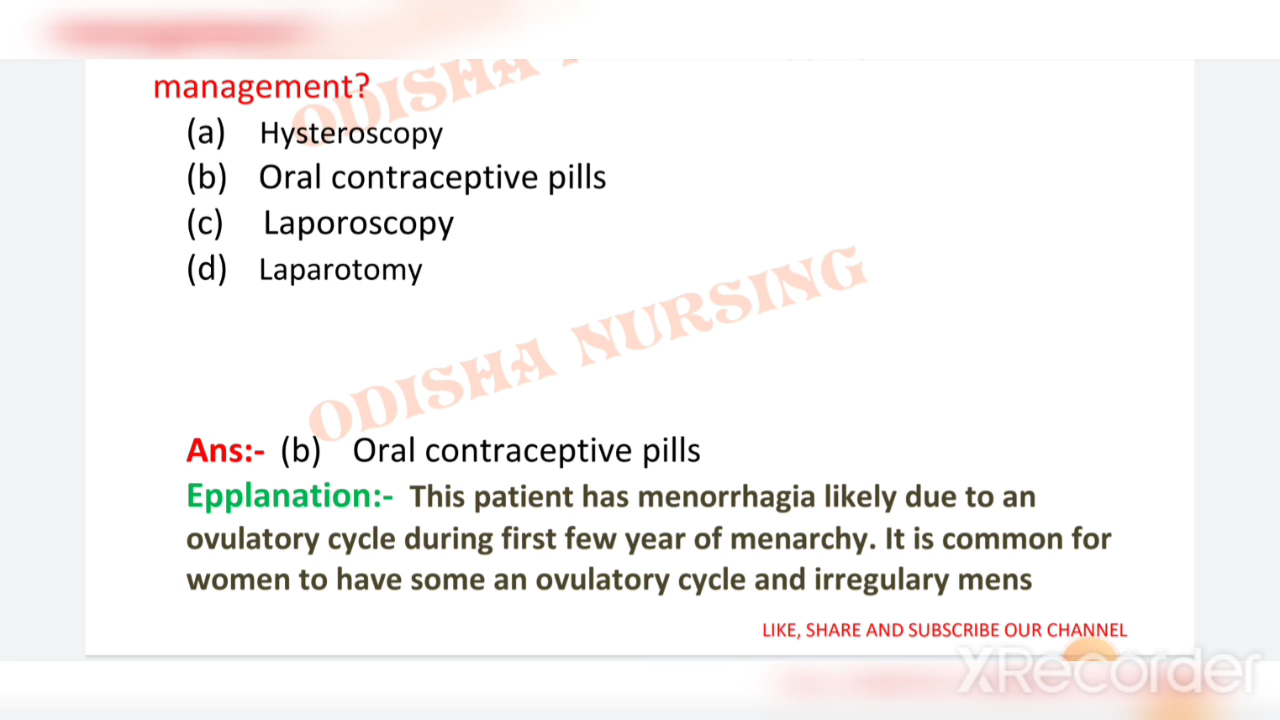 management?
(a) Hysteroscopy
(b) Oral contraceptive pills
(c) Laporoscopy
(d) Laparotomy
ODISHA NURSING
Ans:- (b) Oral contraceptive pills
Epplanation:- This patient has menorrhagia likely due to an
ovulatory cycle during first few year of menarchy. It is common for
women to have some an ovulatory cycle and irregulary mens
LIKE, SHARE AND SUBSCRIBE OUR CHANNEL
XRecorder